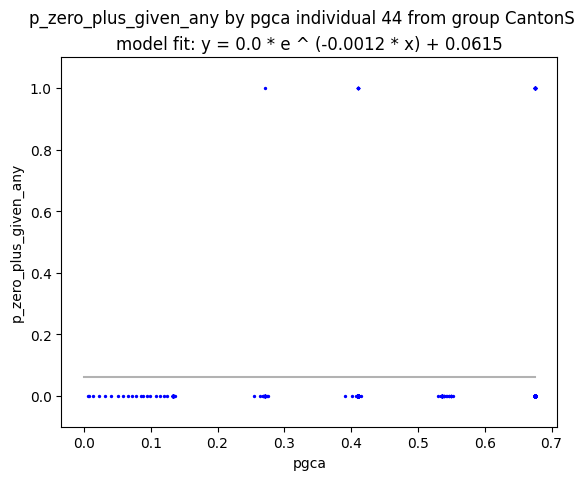 p_zero_plus_given_any by pgca individual 44 from group CantonS
model fit: y = 0.0 * e ^ (-0.0012 * x) + 0.0615
1.0
0.8
0.6
0.4
0.2
0.0
p_zero_plus_given_any
0.0 0.1 0.2 0.3 0.4 0.5 0.6 0.7
pgca